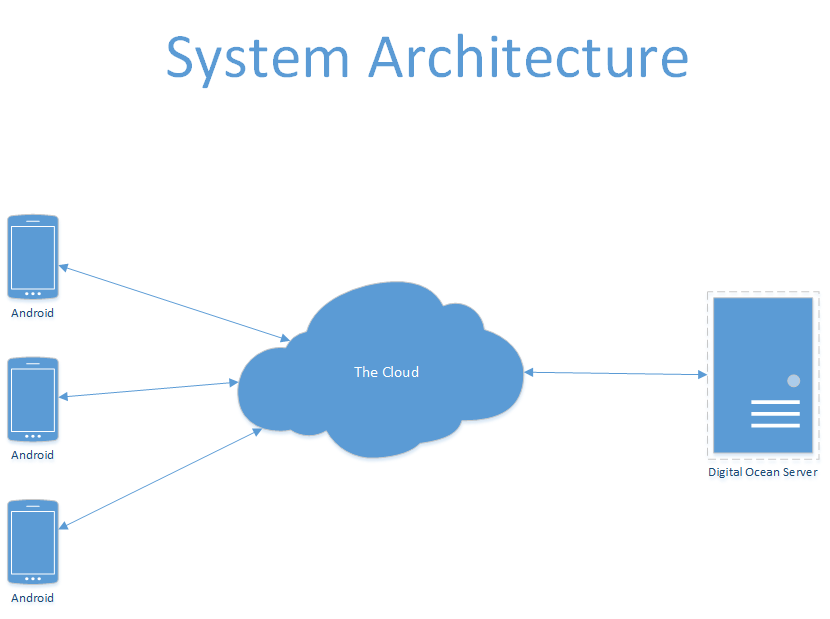 System Architecture
Android
The Cloud
Android
Digital Ocean Server
Android